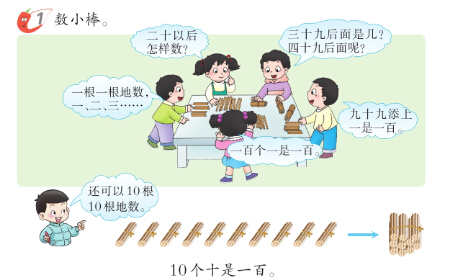 1 数小棒。
二十以后
怎样数？
三十九后面是几？
四十九后面呢？
一根一根地数，
一、二、三……
九十九添上
一是一百。
一百个一是一百。
还可以10根
10根地数。
10个十是一百。